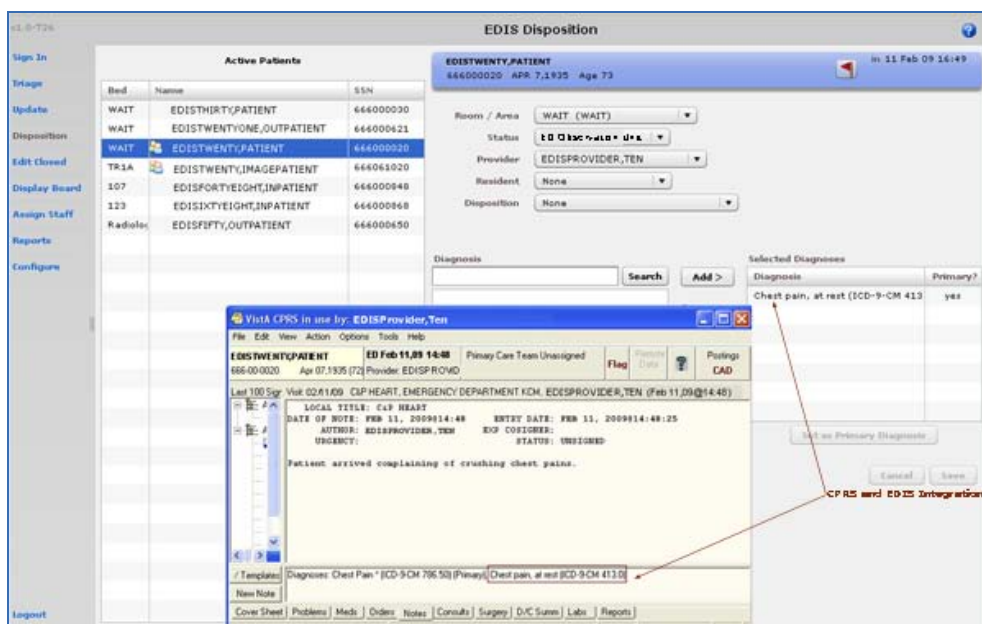 v1.0-T26
EDIS Disposition
Sign In
Triage
Update
Disposition
Edit Closed
Display Board
Assign Staff
Reports
Configure
Logout
Active Patients
Bed Name SSN
WAIT EDISTHIRTY,PATIENT 666000030
WAIT EDISTWENTYONE,OUTPATIENT 666000621
WAIT EDISTWENTY,PATIENT 666000020
TR1A EDISTWENTY,IMAGEPATIENT 666061020
107 EDISFORTYEIGHT,INPATIENT 666000848
123 EDISIXTYEIGHT,INPATIENT 666000868
Radiolo EDISFIFTY,OUTPATIENT 666000650
EDISTWENTY,PATIENT in 11 Feb 09 16:49
666000020 APR 7,1935 Age 73
Room / Area WAIT (WAIT)
Status
Provider EDISPROVIDER,TEN
Resident None
Disposition None
Diagnosis
Search Add >
Selected Diagnoses
Diagnosis Primary?
Chest pain, at rest (ICD-9-CM 413 yes
Set as Primary Diagnosis
Cancel Save
CPRS and EDIS Integration
VistA CPRS in use by: EDISProvider,Ten
File Edit View Action Options Tools Help
EDISTWENTY,PATIENT ED Feb 11,09 14:48 Primary Care Team Unassigned Flag Remote Data ? Postings
666-00-0020 Apr 07,1935 (72) Provider: EDISPROVID CAD
Last 100 Sigr Visit: 02/11/09 C&P HEART, EMERGENCY DEPARTMENT KCM, EDISPROVIDER,TEN (Feb 11,09@14:48)
LOCAL TITLE: C&P HEART
DATE OF NOTE: FEB 11, 2009@14:48 ENTRY DATE: FEB 11, 2009@14:48:25
AUTHOR: EDISPROVIDER,TEN EXP COSIGNER:
URGENCY: STATUS: UNSIGNED
Patient arrived complaining of crushing chest pains.
/ Templates Diagnoses: Chest Pain * (ICD-9-CM 786.50) (Primary), Chest pain, at rest (ICD-9-CM 413.0)
New Note
Cover Sheet Problems Meds Orders Notes Consults Surgery D/C Summ Labs Reports